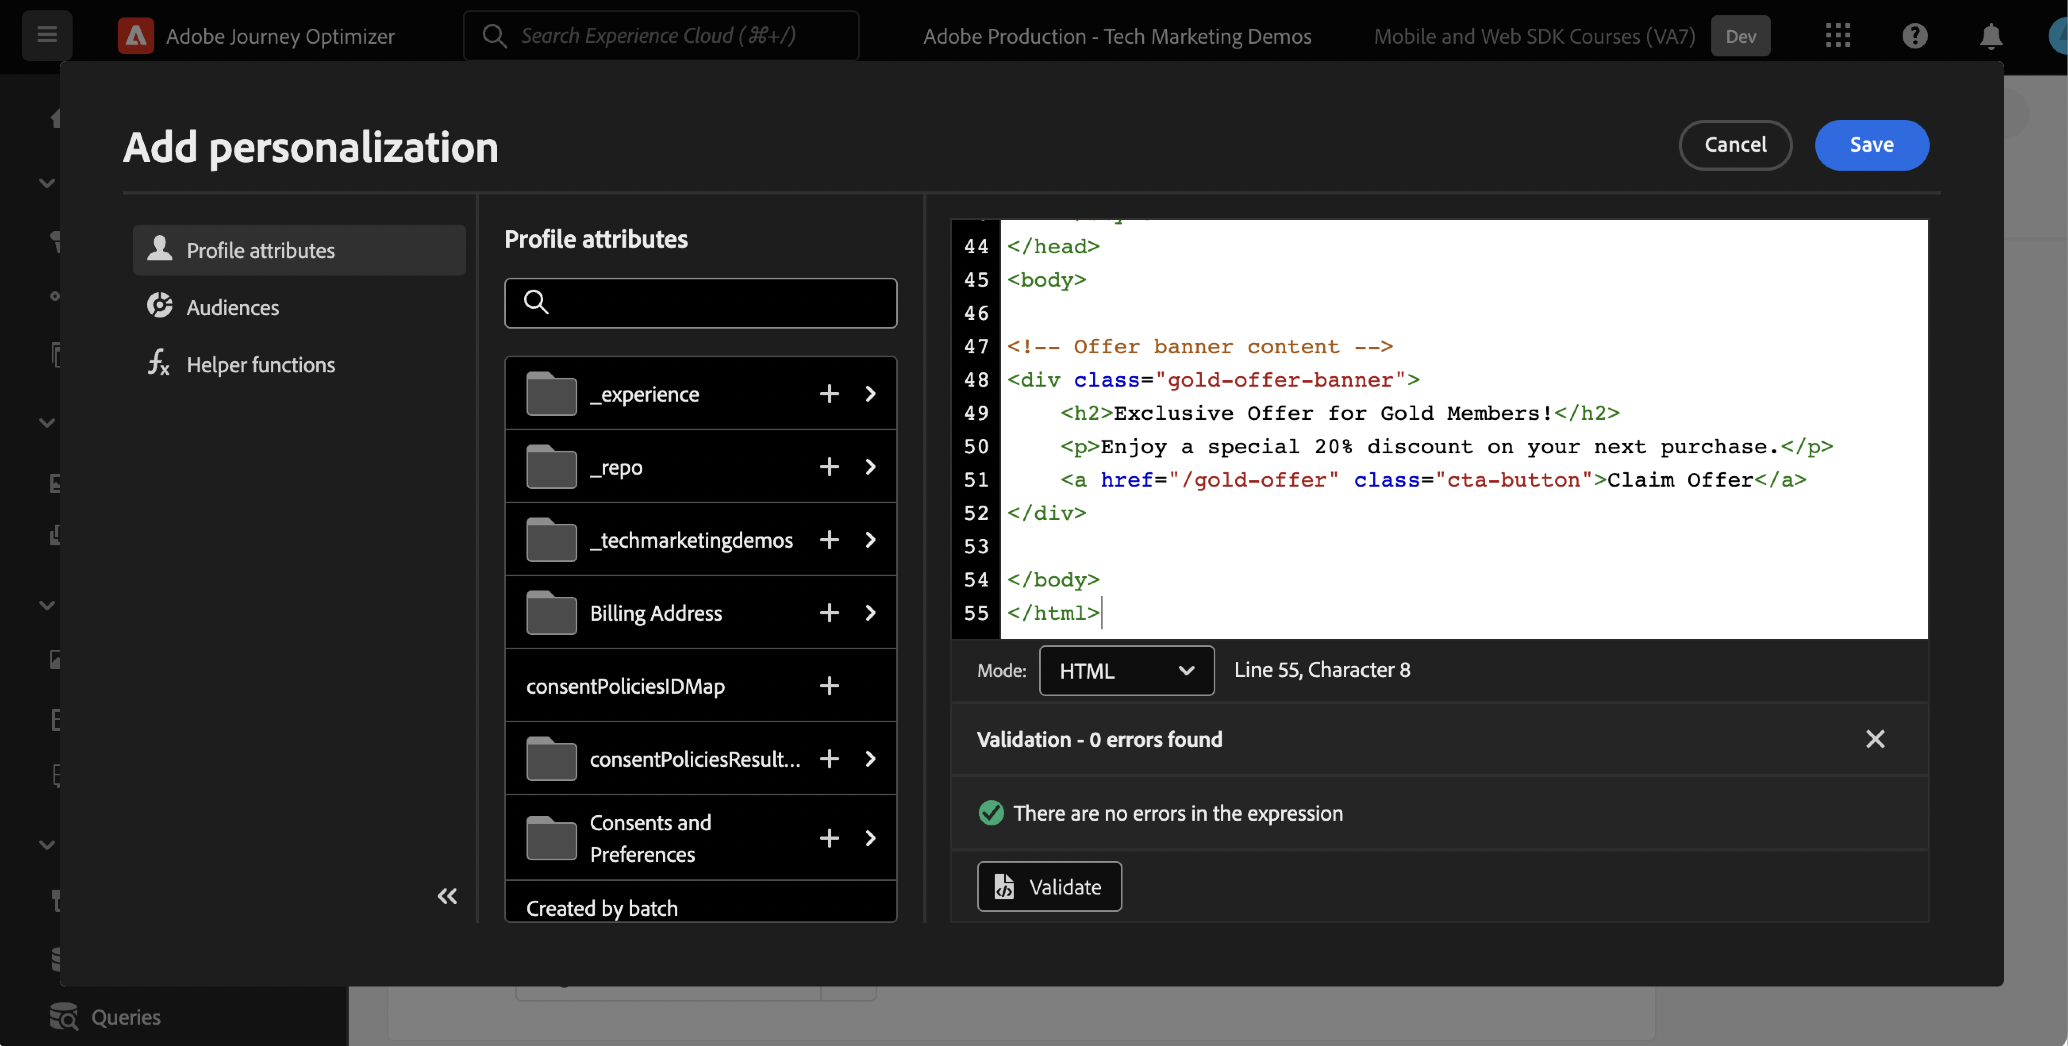 Adobe Journey Optimizer
Search Experience Cloud (⌘+/)
Adobe Production - Tech Marketing Demos
Mobile and Web SDK Courses (VA7)
Dev
Add personalization
Cancel
Save
Profile attributes
Audiences
Helper functions
Profile attributes
_experience
_repo
_techmarketingdemos
Billing Address
consentPoliciesIDMap
consentPoliciesResult...
Consents and
Preferences
Created by batch
44 </head>
45 <body>
46
47 <!-- Offer banner content -->
48 <div class="gold-offer-banner">
49     <h2>Exclusive Offer for Gold Members!</h2>
50     <p>Enjoy a special 20% discount on your next purchase.</p>
51     <a href="/gold-offer" class="cta-button">Claim Offer</a>
52 </div>
53
54 </body>
55 </html>
Mode: HTML Line 55, Character 8
Validation - 0 errors found
There are no errors in the expression
Validate
Queries